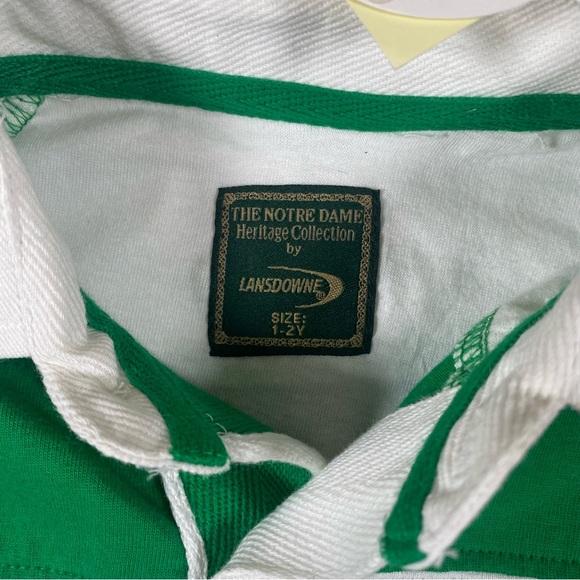 THE NOTRE DAME
Heritage Collection
by
LANSDOWNE®
SIZE:
1-2Y